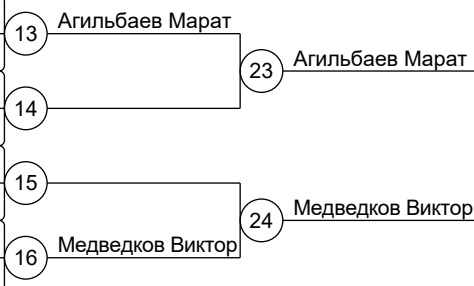 13 Агильбаев Марат
23 Агильбаев Марат
14
15
24 Медведков Виктор
16 Медведков Виктор